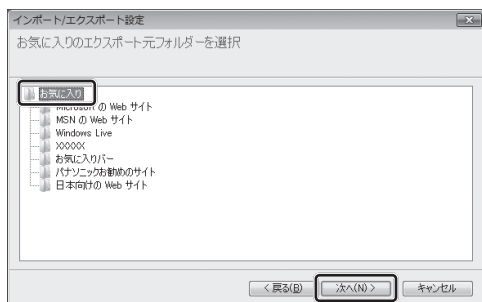 インポート/エクスポート設定
お気に入りのエクスポート元フォルダーを選択
お気に入り
Microsoft の Web サイト
MSN の Web サイト
Windows Live
XXXXX
お気に入りバー
パナソニックお勧めのサイト
日本向けの Web サイト
< 戻る(B) 次へ(N) > キャンセル